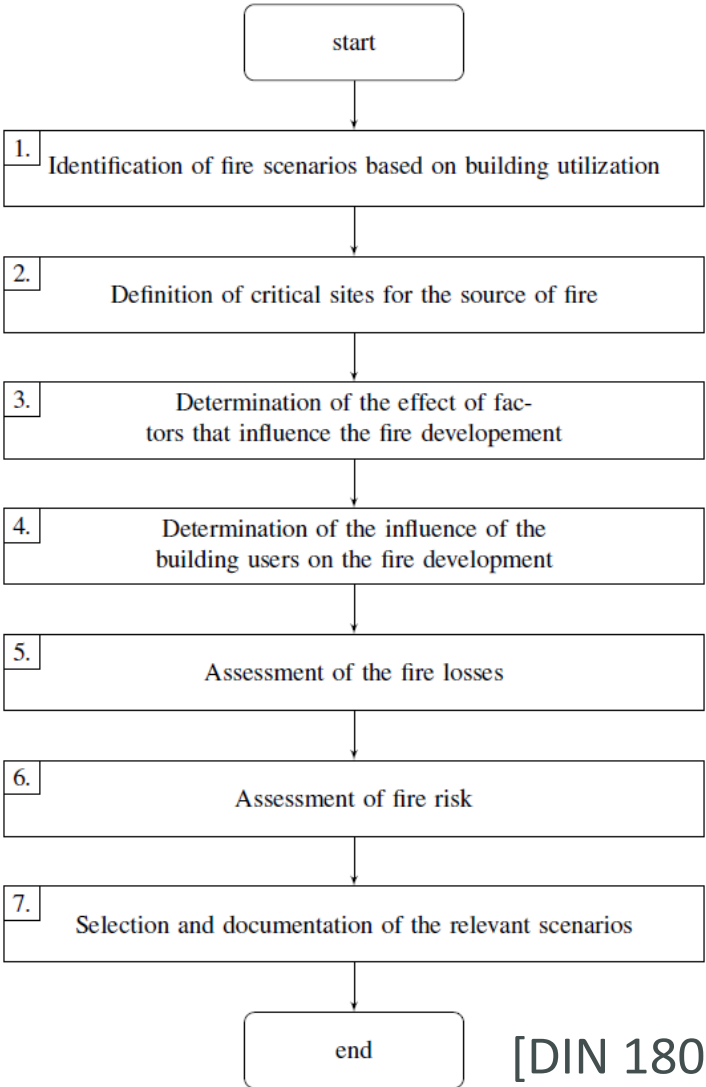 start
1.
Identification of fire scenarios based on building utilization
2.
Definition of critical sites for the source of fire
3.
Determination of the effect of fac-
tors that influence the fire developement
4.
Determination of the influence of the
building users on the fire development
5.
Assessment of the fire losses
6.
Assessment of fire risk
7.
Selection and documentation of the relevant scenarios
end
[DIN 180